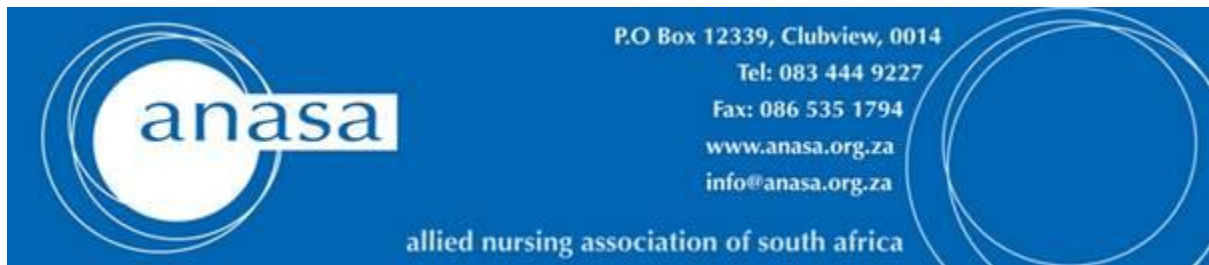 anasa
P.O Box 12339, Clubview, 0014
Tel: 083 444 9227
Fax: 086 535 1794
www.anasa.org.za
info@anasa.org.za
allied nursing association of south africa